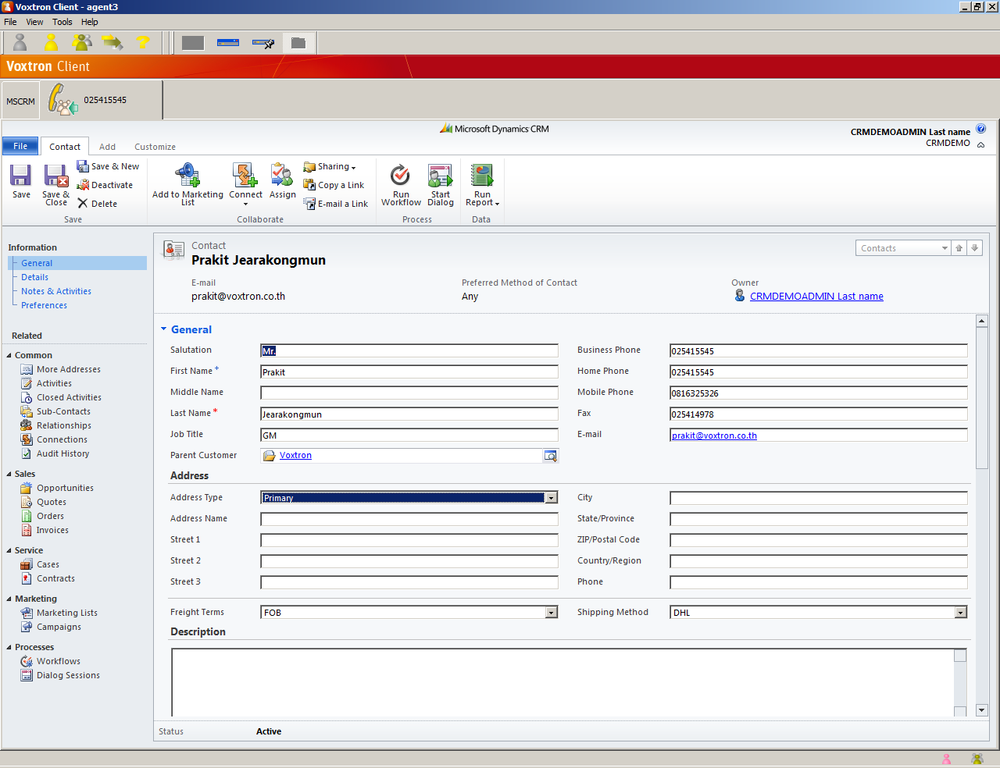 Voxtron Client - agent3
File View Tools Help
Voxtron Client
MSCRM
025415545
Microsoft Dynamics CRM
CRMDEMOADMIN Last name
CRMDEMO
File Contact Add Customize
Save
Save & Close
Save & New
Deactivate
Delete
Save
Add to Marketing List
Connect
Assign
Sharing
Copy a Link
E-mail a Link
Collaborate
Run Workflow
Start Dialog
Process
Run Report
Data
Information
General
Details
Notes & Activities
Preferences
Related
Common
More Addresses
Activities
Closed Activities
Sub-Contacts
Relationships
Connections
Audit History
Sales
Opportunities
Quotes
Orders
Invoices
Service
Cases
Contracts
Marketing
Marketing Lists
Campaigns
Processes
Workflows
Dialog Sessions
Contact
Prakit Jearakongmun
Contacts
E-mail
prakit@voxtron.co.th
Preferred Method of Contact
Any
Owner
CRMDEMOADMIN Last name
General
Salutation Mr.
First Name + Prakit
Middle Name
Last Name * Jearakongmun
Job Title GM
Parent Customer Voxtron
Business Phone 025415545
Home Phone 025415545
Mobile Phone 0816325326
Fax 025414978
E-mail prakit@voxtron.co.th
Address
Address Type Primary
Address Name
Street 1
Street 2
Street 3
City
State/Province
ZIP/Postal Code
Country/Region
Phone
Freight Terms FOB
Shipping Method DHL
Description
Status Active